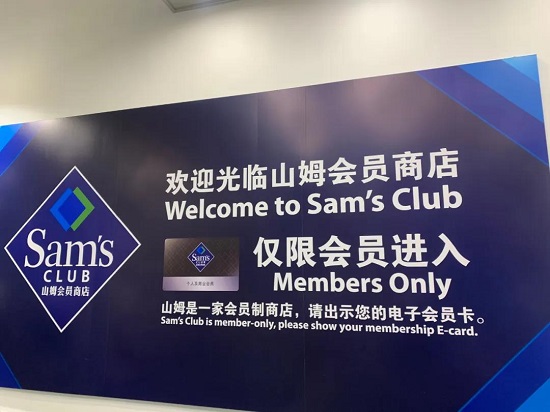 欢迎光临山姆会员商店
Welcome to Sam's Club
Sam's
CLUB
山姆会员商店
Sam's
CLUB
仅限会员进入
Members Only
山姆是一家会员制商店，请出示您的电子会员卡。
Sam's Club is member-only, please show your membership E-card.